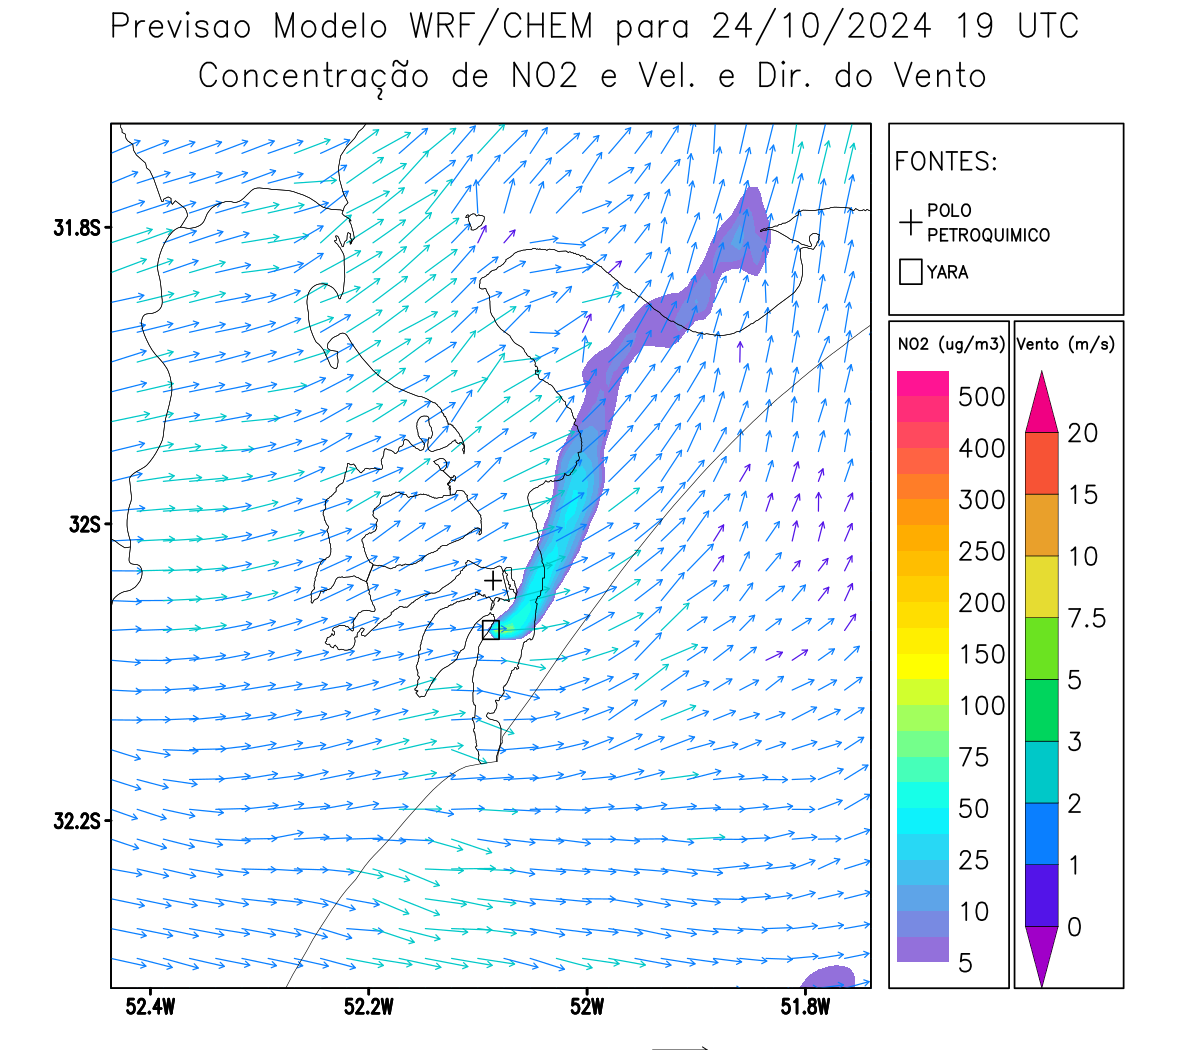 Previsao Modelo WRF/CHEM para 24/10/2024 19 UTC
Concentração de NO2 e Vel. e Dir. do Vento
FONTES:
POLO
PETROQUIMICO
YARA
31.8S
32S
32.2S
52.4W
52.2W
52W
51.8W
NO2 (ug/m3)
500
400
300
250
200
150
100
75
50
25
10
5
Vento (m/s)
20
15
10
7.5
5
3
2
1
0